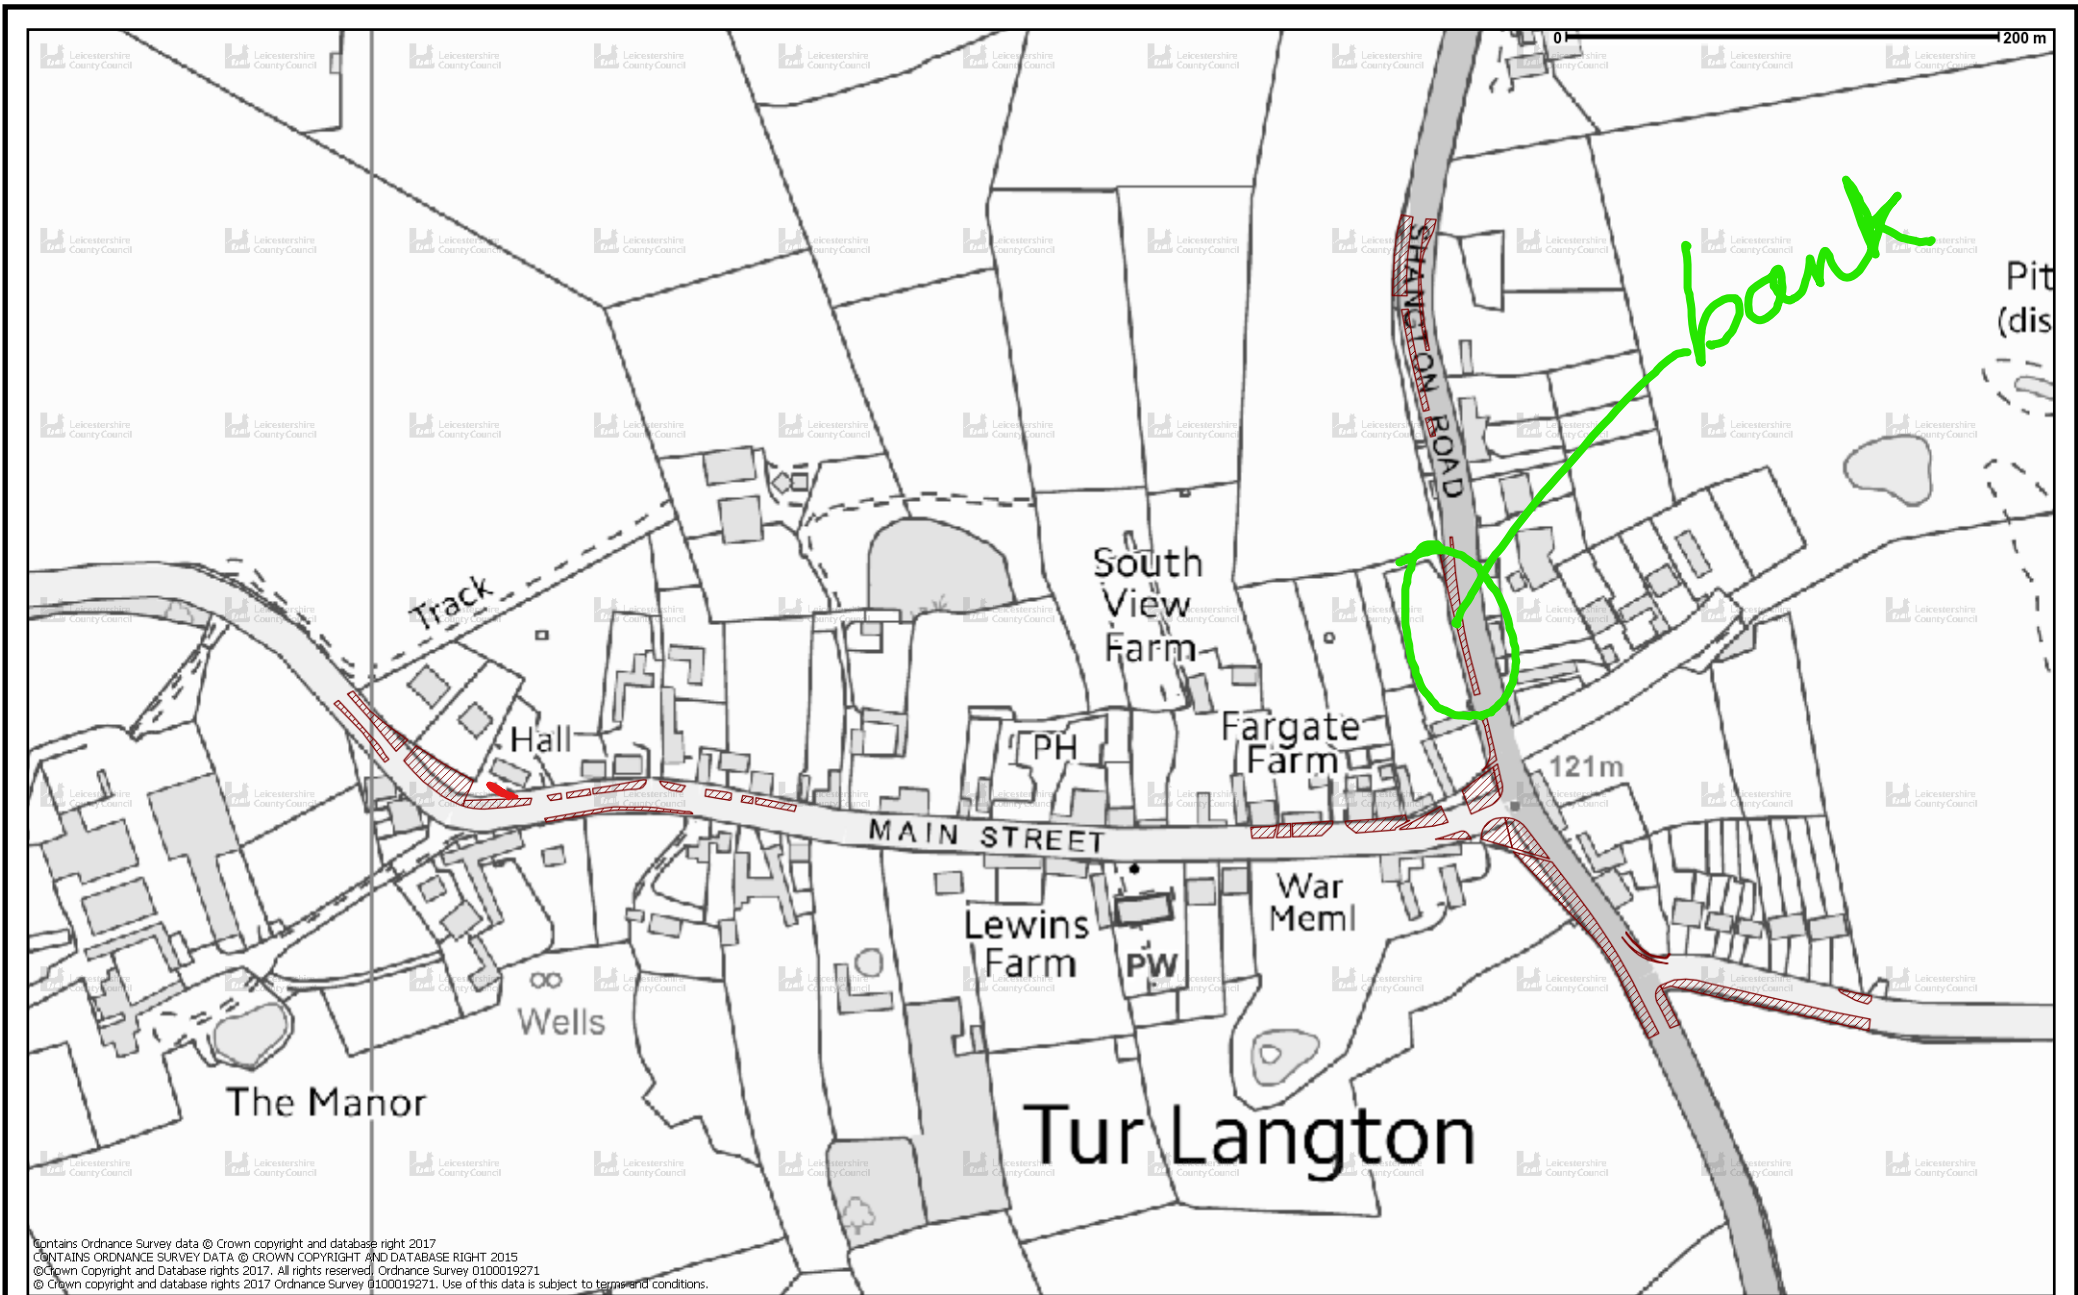 0
200 m
Leicestershire
County Council
SHANGTON ROAD
bank
Pit
(dis
Track
South
View
Farm
Hall
PH
Fargate
Farm
121m
MAIN STREET
War
Meml
Lewins
Farm
PW
Wells
The Manor
Tur Langton
Contains Ordnance Survey data © Crown copyright and database right 2017
CONTAINS ORDNANCE SURVEY DATA © CROWN COPYRIGHT AND DATABASE RIGHT 2015
©Crown Copyright and Database rights 2017. All rights reserved. Ordnance Survey 0100019271
© Crown copyright and database rights 2017 Ordnance Survey 0100019271. Use of this data is subject to terms and conditions.